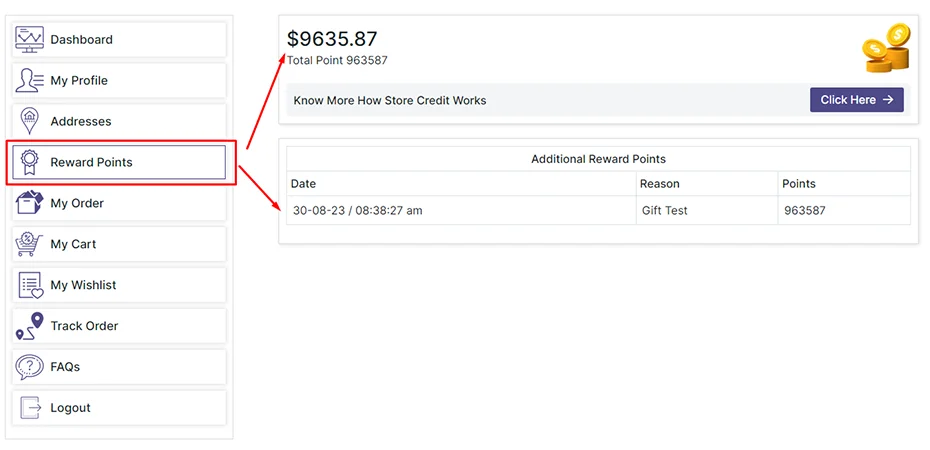 Dashboard
My Profile
Addresses
Reward Points
My Order
My Cart
My Wishlist
Track Order
FAQs
Logout
$9635.87
Total Point 963587
Know More How Store Credit Works
Click Here →
Additional Reward Points
Date Reason Points
30-08-23 / 08:38:27 am Gift Test 963587